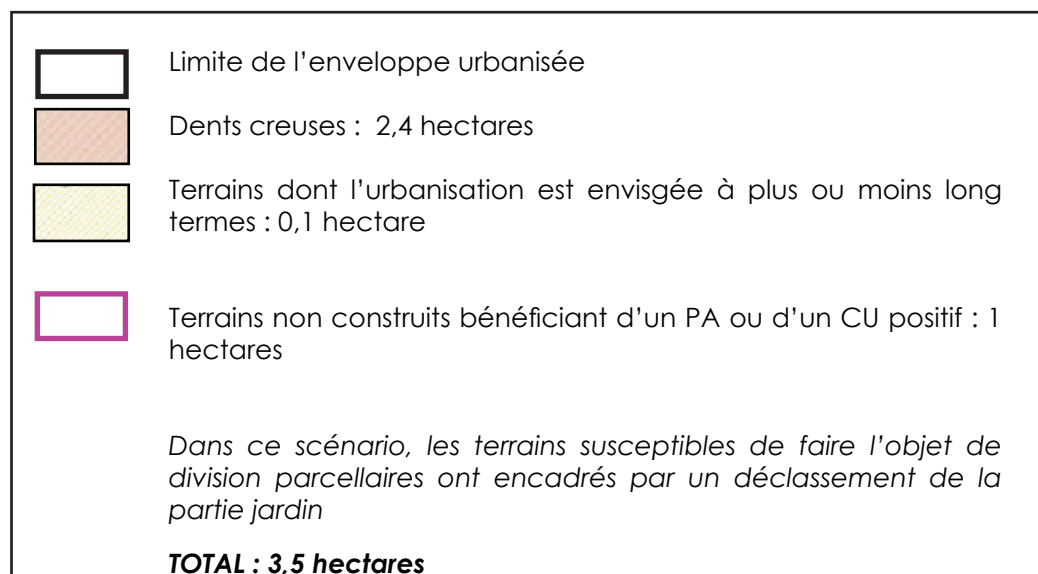 Limite de l’enveloppe urbanisée
Dents creuses :  2,4 hectares
Terrains dont l’urbanisation est envisgée à plus ou moins long
termes : 0,1 hectare
Terrains non construits bénéficiant d’un PA ou d’un CU positif : 1
hectares
Dans ce scénario, les terrains susceptibles de faire l’objet de
division parcellaires ont encadrés par un déclassement de la
partie jardin
TOTAL : 3,5 hectares